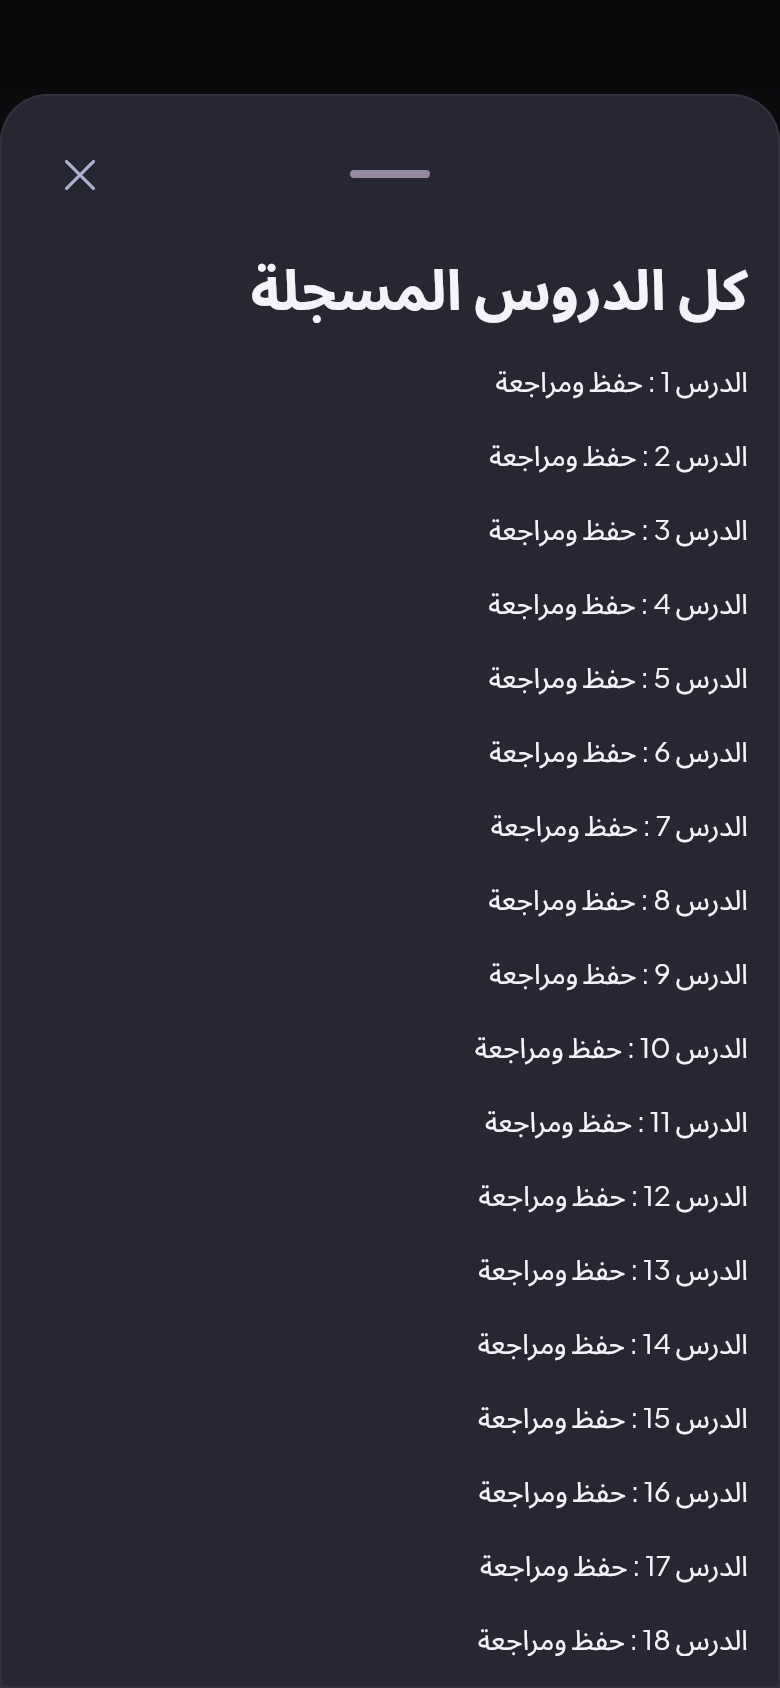 كل الدروس المسجلة
الدرس 1 : حفظ ومراجعة
الدرس 2 : حفظ ومراجعة
الدرس 3 : حفظ ومراجعة
الدرس 4 : حفظ ومراجعة
الدرس 5 : حفظ ومراجعة
الدرس 6 : حفظ ومراجعة
الدرس 7 : حفظ ومراجعة
الدرس 8 : حفظ ومراجعة
الدرس 9 : حفظ ومراجعة
الدرس 10 : حفظ ومراجعة
الدرس 11 : حفظ ومراجعة
الدرس 12 : حفظ ومراجعة
الدرس 13 : حفظ ومراجعة
الدرس 14 : حفظ ومراجعة
الدرس 15 : حفظ ومراجعة
الدرس 16 : حفظ ومراجعة
الدرس 17 : حفظ ومراجعة
الدرس 18 : حفظ ومراجعة